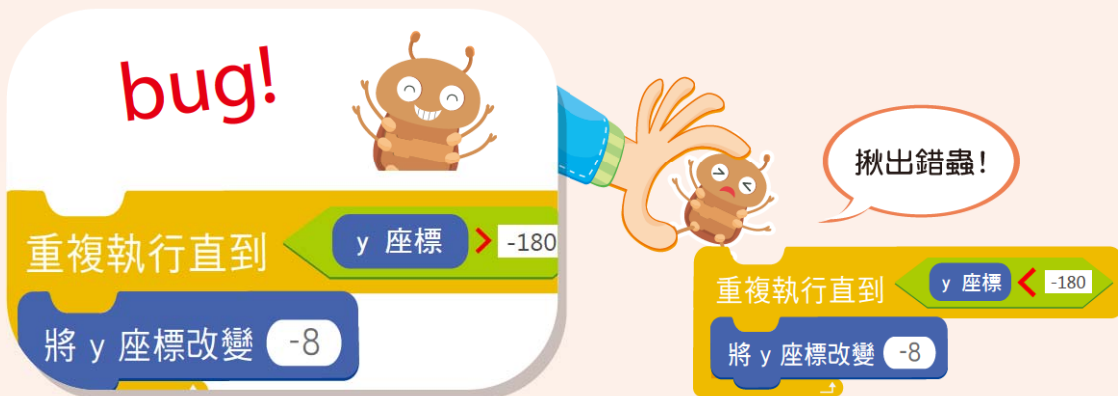 bug!
重複執行直到 y 座標 > -180
將 y 座標改變 -8
揪出錯蟲!
重複執行直到 y 座標 < -180
將 y 座標改變 -8